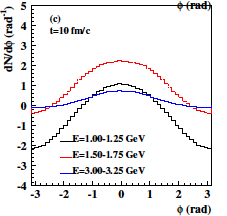 ϕ (rad)
dN/dϕ (rad⁻¹)
5
4
3
2
1
0
-1
-2
-3
-4
(c)
t=10 fm/c
E=1.00-1.25 GeV
E=1.50-1.75 GeV
E=3.00-3.25 GeV
-3 -2 -1 0 1 2 3
ϕ (rad)